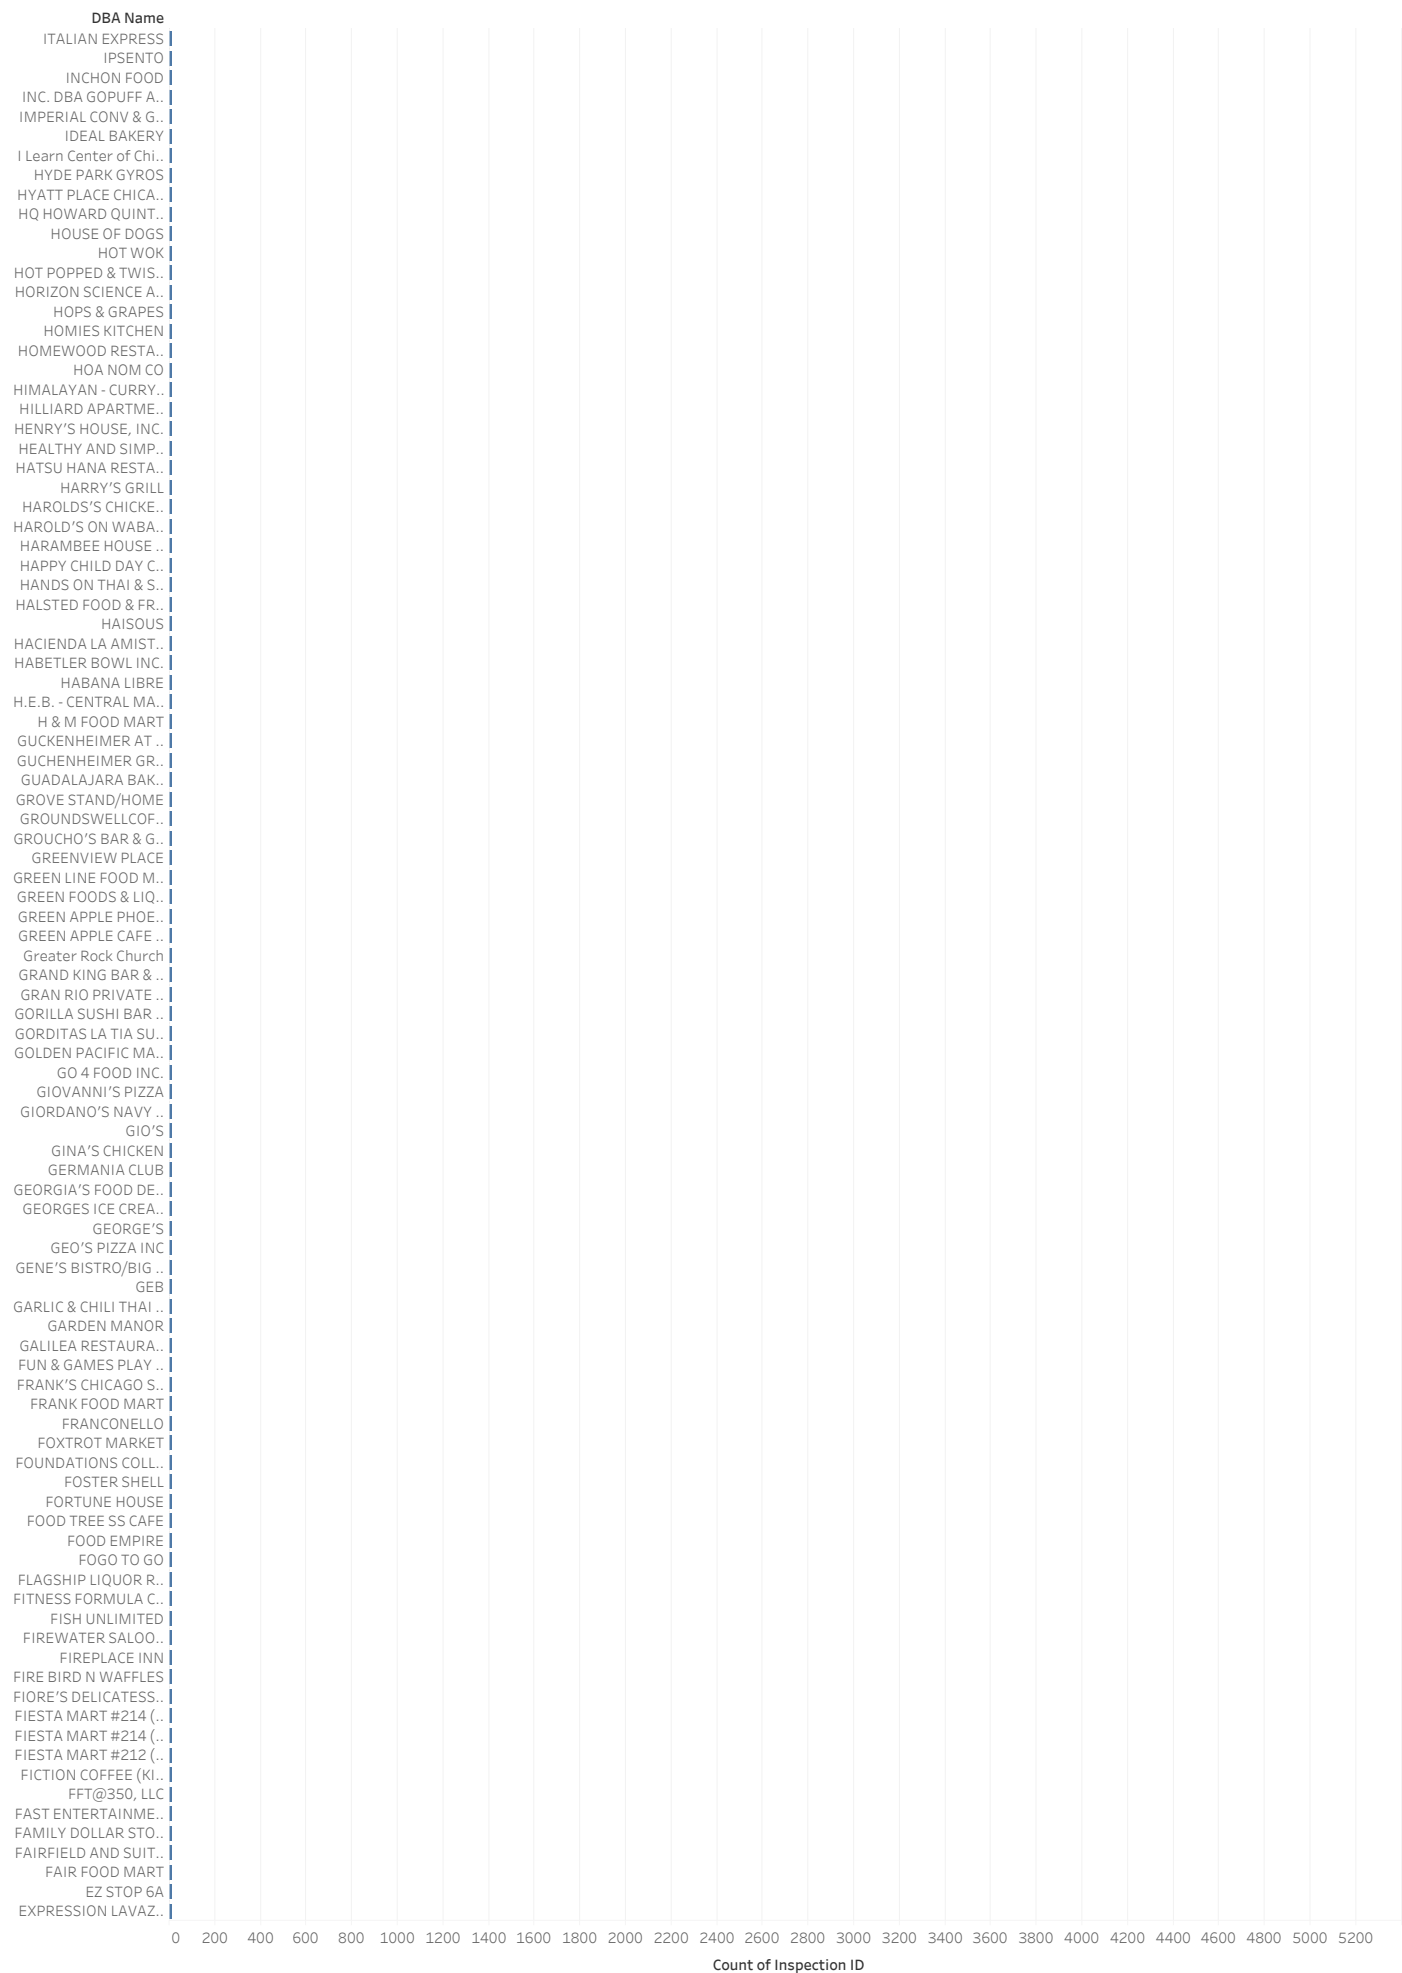 DBA Name
ITALIAN EXPRESS
IPSENTO
INCHON FOOD
INC. DBA GOPUFF A..
IMPERIAL CONV & G..
IDEAL BAKERY
I Learn Center of Chi..
HYDE PARK GYROS
HYATT PLACE CHICA..
HQ HOWARD QUINT..
HOUSE OF DOGS
HOT WOK
HOT POPPED & TWIS..
HORIZON SCIENCE A..
HOPS & GRAPES
HOMIES KITCHEN
HOMEWOOD RESTA..
HOA NOM CO
HIMALAYAN - CURRY..
HILLIARD APARTME..
HENRY'S HOUSE, INC.
HEALTHY AND SIMP..
HATSU HANA RESTA..
HARRY'S GRILL
HAROLDS'S CHICKE..
HAROLD'S ON WABA..
HARAMBEE HOUSE ..
HAPPY CHILD DAY C..
HANDS ON THAI & S..
HALSTED FOOD & FR..
HAISOUS
HACIENDA LA AMIST..
HABETLER BOWL INC.
HABANA LIBRE
H.E.B. - CENTRAL MA..
H & M FOOD MART
GUCKENHEIMER AT ..
GUCHENHEIMER GR..
GUADALAJARA BAK..
GROVE STAND/HOME
GROUNDSWELLCOF..
GROUCHO'S BAR & G..
GREENVIEW PLACE
GREEN LINE FOOD M..
GREEN FOODS & LIQ..
GREEN APPLE PHOE..
GREEN APPLE CAFE ..
Greater Rock Church
GRAND KING BAR & ..
GRAN RIO PRIVATE ..
GORILLA SUSHI BAR ..
GORDITAS LA TIA SU..
GOLDEN PACIFIC MA..
GO 4 FOOD INC.
GIOVANNI'S PIZZA
GIORDANO'S NAVY ..
GIO'S
GINA'S CHICKEN
GERMANIA CLUB
GEORGIA'S FOOD DE..
GEORGES ICE CREA..
GEORGE'S
GEO'S PIZZA INC
GENE'S BISTRO/BIG ..
GEB
GARLIC & CHILI THAI ..
GARDEN MANOR
GALILEA RESTAURA..
FUN & GAMES PLAY ..
FRANK'S CHICAGO S..
FRANK FOOD MART
FRANCONELLO
FOXTROT MARKET
FOUNDATIONS COLL..
FOSTER SHELL
FORTUNE HOUSE
FOOD TREE SS CAFE
FOOD EMPIRE
FOGO TO GO
FLAGSHIP LIQUOR R..
FITNESS FORMULA C..
FISH UNLIMITED
FIREWATER SALOO..
FIREPLACE INN
FIRE BIRD N WAFFLES
FIORE'S DELICATESS..
FIESTA MART #214 (..
FIESTA MART #214 (..
FIESTA MART #212 (..
FICTION COFFEE (KI..
FFT@350, LLC
FAST ENTERTAINME..
FAMILY DOLLAR STO..
FAIRFIELD AND SUIT..
FAIR FOOD MART
EZ STOP 6A
EXPRESSION LAVAZ..
0 200 400 600 800 1000 1200 1400 1600 1800 2000 2200 2400 2600 2800 3000 3200 3400 3600 3800 4000 4200 4400 4600 4800 5000 5200
Count of Inspection ID